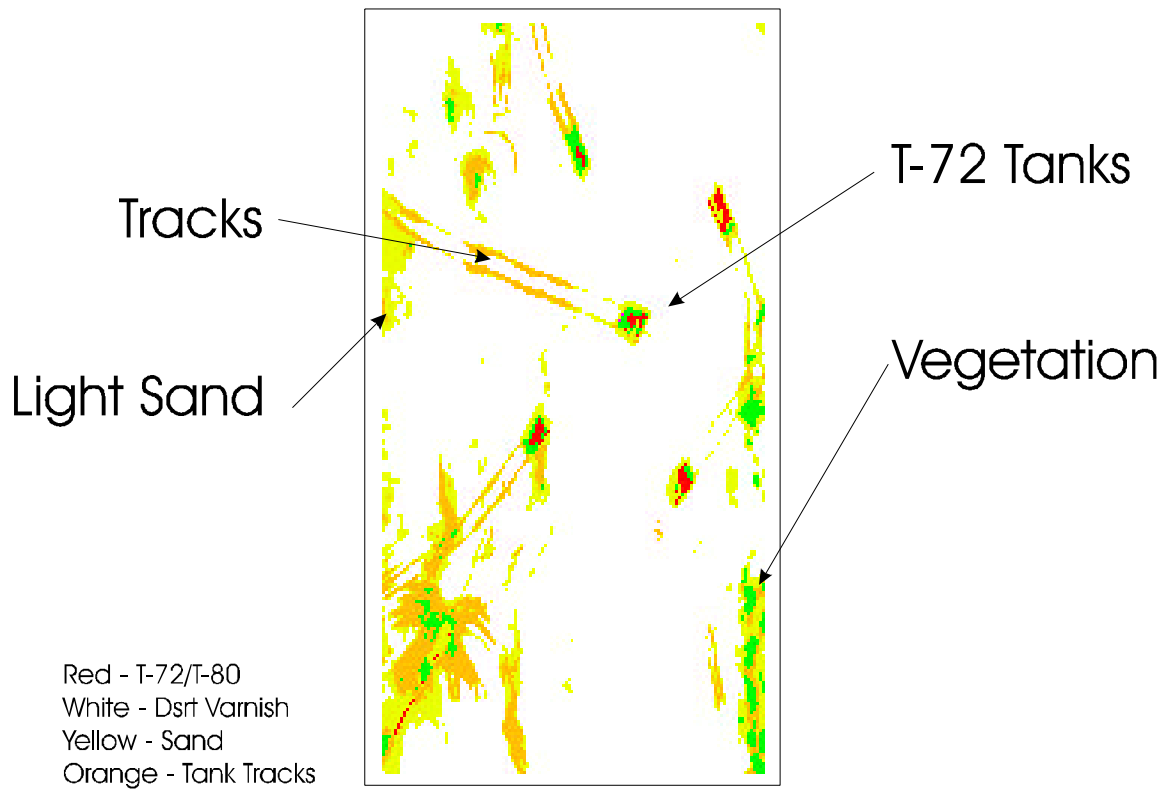 T-72 Tanks
Tracks
Vegetation
Light Sand
Red - T-72/T-80
White - Dsrt Varnish
Yellow - Sand
Orange - Tank Tracks